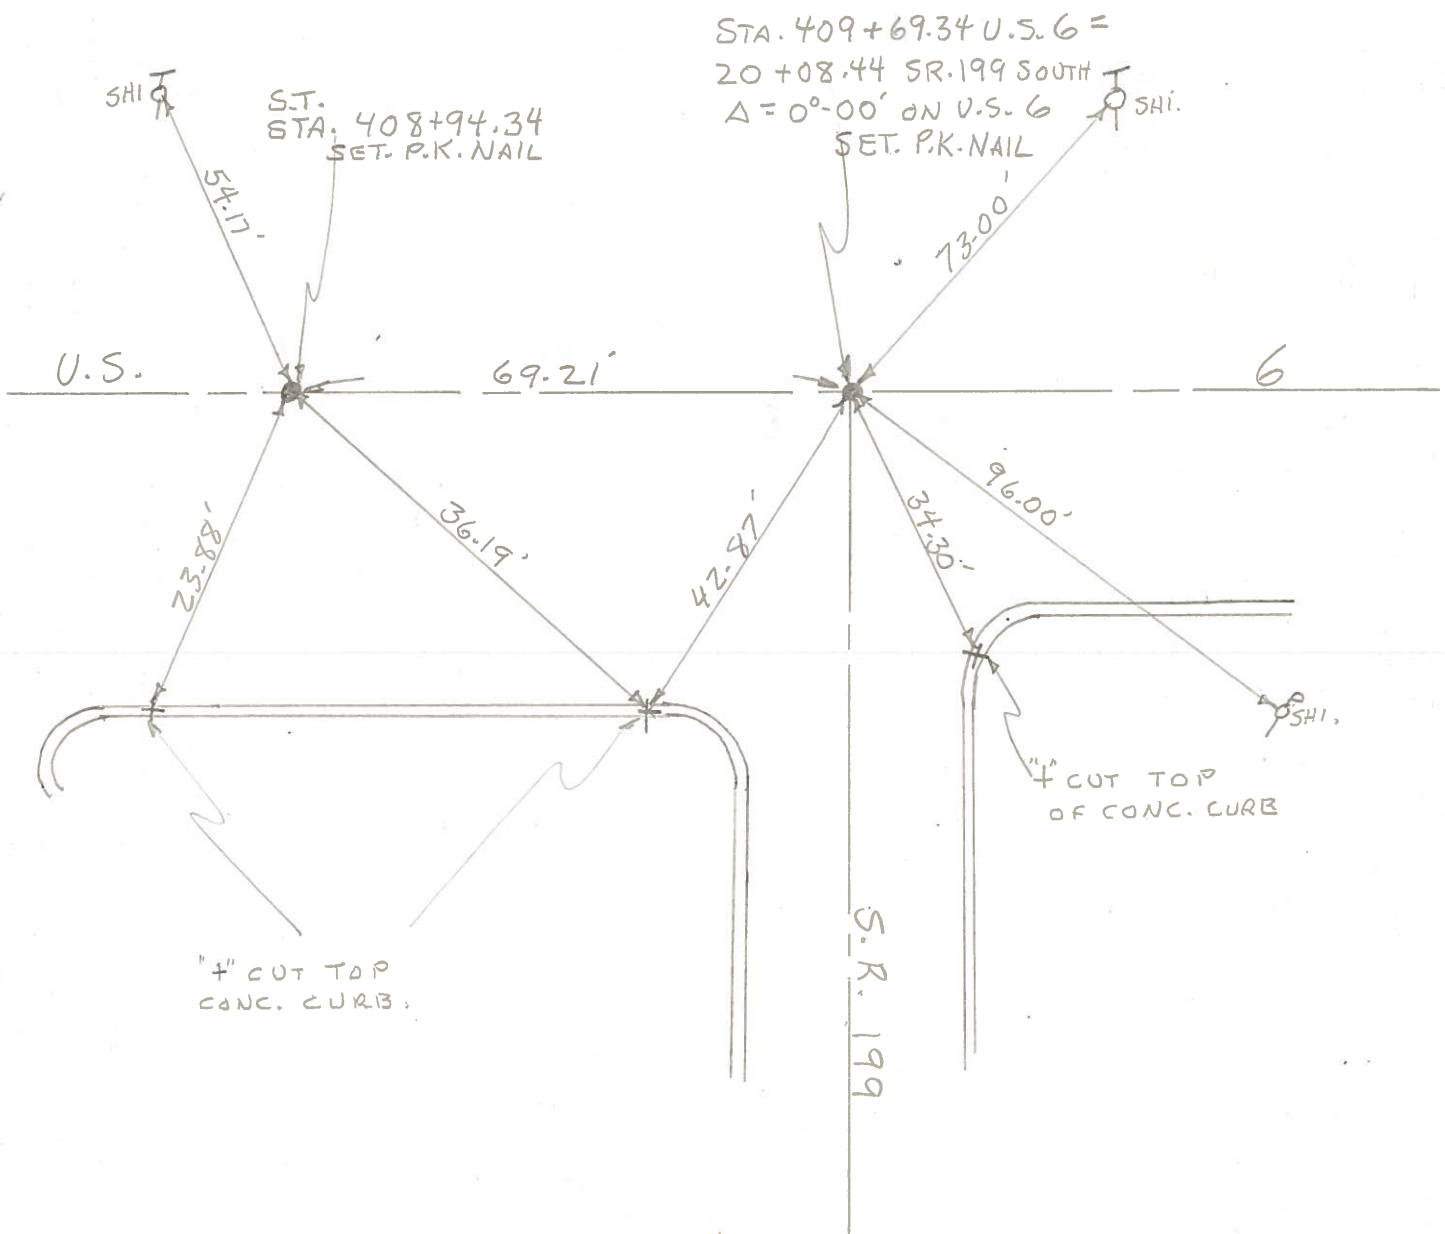 STA. 409+69.34 U.S. 6 =
20+08.44 SR.199 SOUTH
Δ = 0°-00' ON U.S. 6
SET. P.K. NAIL
SHI
S.T.
STA. 408+94.34
SET. P.K. NAIL
SHI.
54.17'
73.00'
U.S.
69.21'
6
23.88'
36.19'
42.87'
34.30'
96.00'
SHI.
"+" CUT TOP
OF CONC. CURB
"+" CUT TOP
CONC. CURB.
S.R. 199